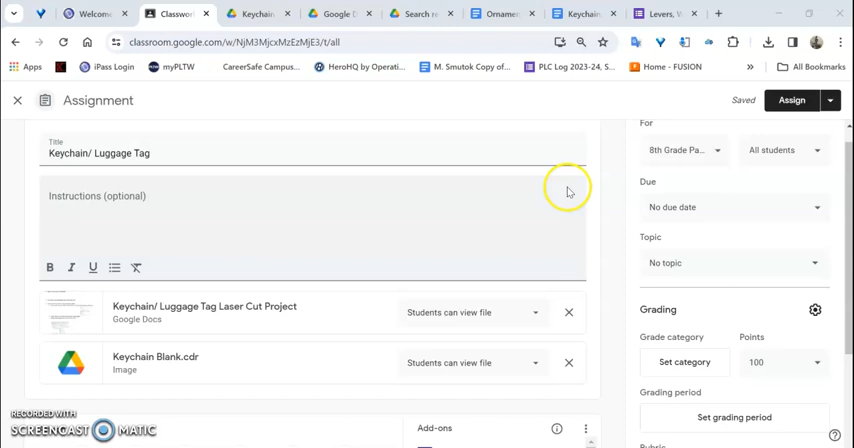 Welcome
Classwor
Keychain
Google D
Search re
Ornamen
Keychain,
Levers, W
classroom.google.com/w/NjM3MjcxMzEzMjE3/t/all
Apps
iPass Login
myPLTW
CareerSafe Campus...
HeroHQ by Operati...
M. Smutok Copy of...
PLC Log 2023-24, S...
Home - FUSION
All Bookmarks
Assignment
Saved
Assign
Title
Keychain/ Luggage Tag
Instructions (optional)
B I U
Keychain/ Luggage Tag Laser Cut Project
Google Docs
Students can view file
Keychain Blank.cdr
Image
Students can view file
Add-ons
For
8th Grade Pa...
All students
Due
No due date
Topic
No topic
Grading
Grade category
Points
Set category
100
Grading period
Set grading period
Rubric
RECORDED WITH
SCREENCAST MATIC